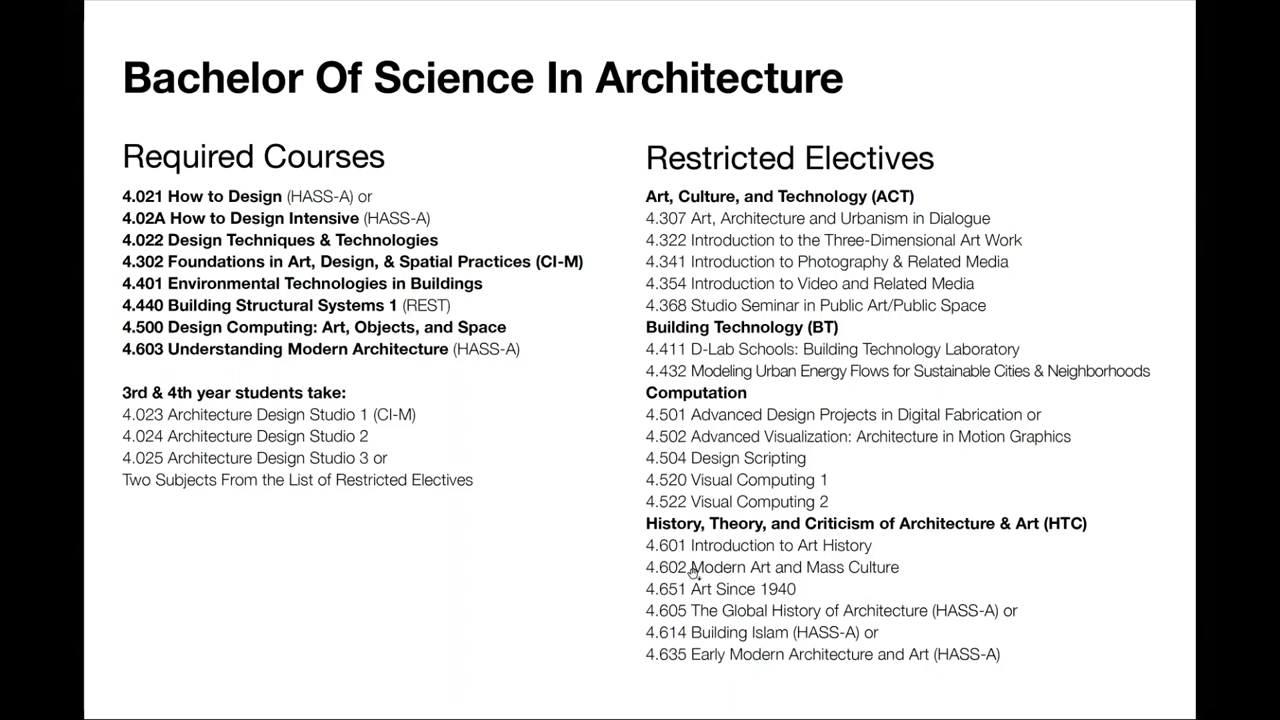 Bachelor Of Science In Architecture
Required Courses
4.021 How to Design (HASS-A) or
4.02A How to Design Intensive (HASS-A)
4.022 Design Techniques & Technologies
4.302 Foundations in Art, Design, & Spatial Practices (CI-M)
4.401 Environmental Technologies in Buildings
4.440 Building Structural Systems 1 (REST)
4.500 Design Computing: Art, Objects, and Space
4.603 Understanding Modern Architecture (HASS-A)
3rd & 4th year students take:
4.023 Architecture Design Studio 1 (CI-M)
4.024 Architecture Design Studio 2
4.025 Architecture Design Studio 3 or
Two Subjects From the List of Restricted Electives
Restricted Electives
Art, Culture, and Technology (ACT)
4.307 Art, Architecture and Urbanism in Dialogue
4.322 Introduction to the Three-Dimensional Art Work
4.341 Introduction to Photography & Related Media
4.354 Introduction to Video and Related Media
4.368 Studio Seminar in Public Art/Public Space
Building Technology (BT)
4.411 D-Lab Schools: Building Technology Laboratory
4.432 Modeling Urban Energy Flows for Sustainable Cities & Neighborhoods
Computation
4.501 Advanced Design Projects in Digital Fabrication or
4.502 Advanced Visualization: Architecture in Motion Graphics
4.504 Design Scripting
4.520 Visual Computing 1
4.522 Visual Computing 2
History, Theory, and Criticism of Architecture & Art (HTC)
4.601 Introduction to Art History
4.602 Modern Art and Mass Culture
4.651 Art Since 1940
4.605 The Global History of Architecture (HASS-A) or
4.614 Building Islam (HASS-A) or
4.635 Early Modern Architecture and Art (HASS-A)